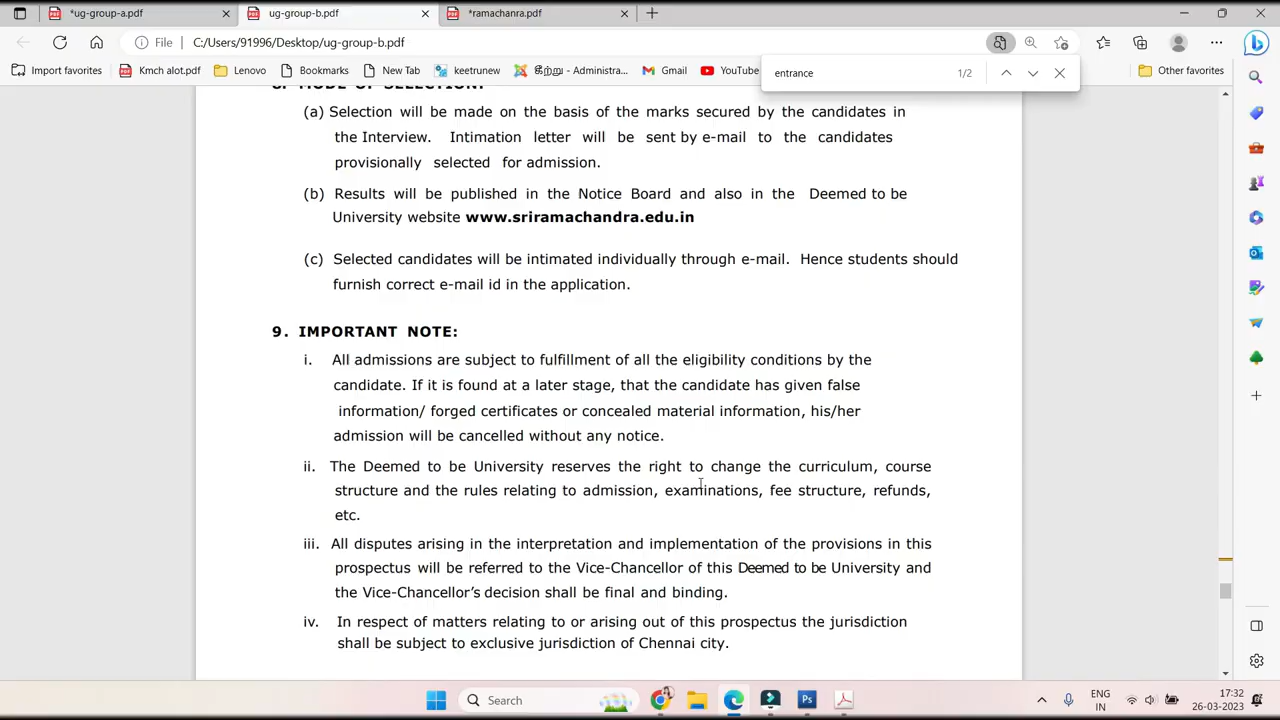 *ug-group-a.pdf
ug-group-b.pdf
*ramachanra.pdf
File
C:/Users/91996/Desktop/ug-group-b.pdf
Import favorites
Kmch alot.pdf
Lenovo
Bookmarks
New Tab
keetrunew
இன்று - Administra...
Gmail
YouTube
Other favorites
entrance
1/2
8. MODE OF SELECTION:
(a) Selection will be made on the basis of the marks secured by the candidates in
the Interview. Intimation letter will be sent by e-mail to the candidates
provisionally selected for admission.
(b) Results will be published in the Notice Board and also in the Deemed to be
University website www.sriramachandra.edu.in
(c) Selected candidates will be intimated individually through e-mail. Hence students should
furnish correct e-mail id in the application.
9. IMPORTANT NOTE:
i. All admissions are subject to fulfillment of all the eligibility conditions by the
candidate. If it is found at a later stage, that the candidate has given false
information/ forged certificates or concealed material information, his/her
admission will be cancelled without any notice.
ii. The Deemed to be University reserves the right to change the curriculum, course
structure and the rules relating to admission, examinations, fee structure, refunds,
etc.
iii. All disputes arising in the interpretation and implementation of the provisions in this
prospectus will be referred to the Vice-Chancellor of this Deemed to be University and
the Vice-Chancellor's decision shall be final and binding.
iv. In respect of matters relating to or arising out of this prospectus the jurisdiction
shall be subject to exclusive jurisdiction of Chennai city.
Search
ENG
IN
17:32
26-03-2023